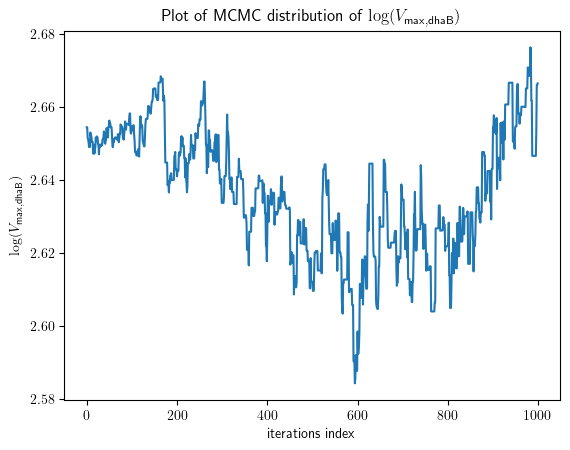 Plot of MCMC distribution of log(V_max,dhaB)
log(V_max,dhaB)
2.68
2.66
2.64
2.62
2.60
2.58
0 200 400 600 800 1000
iterations index